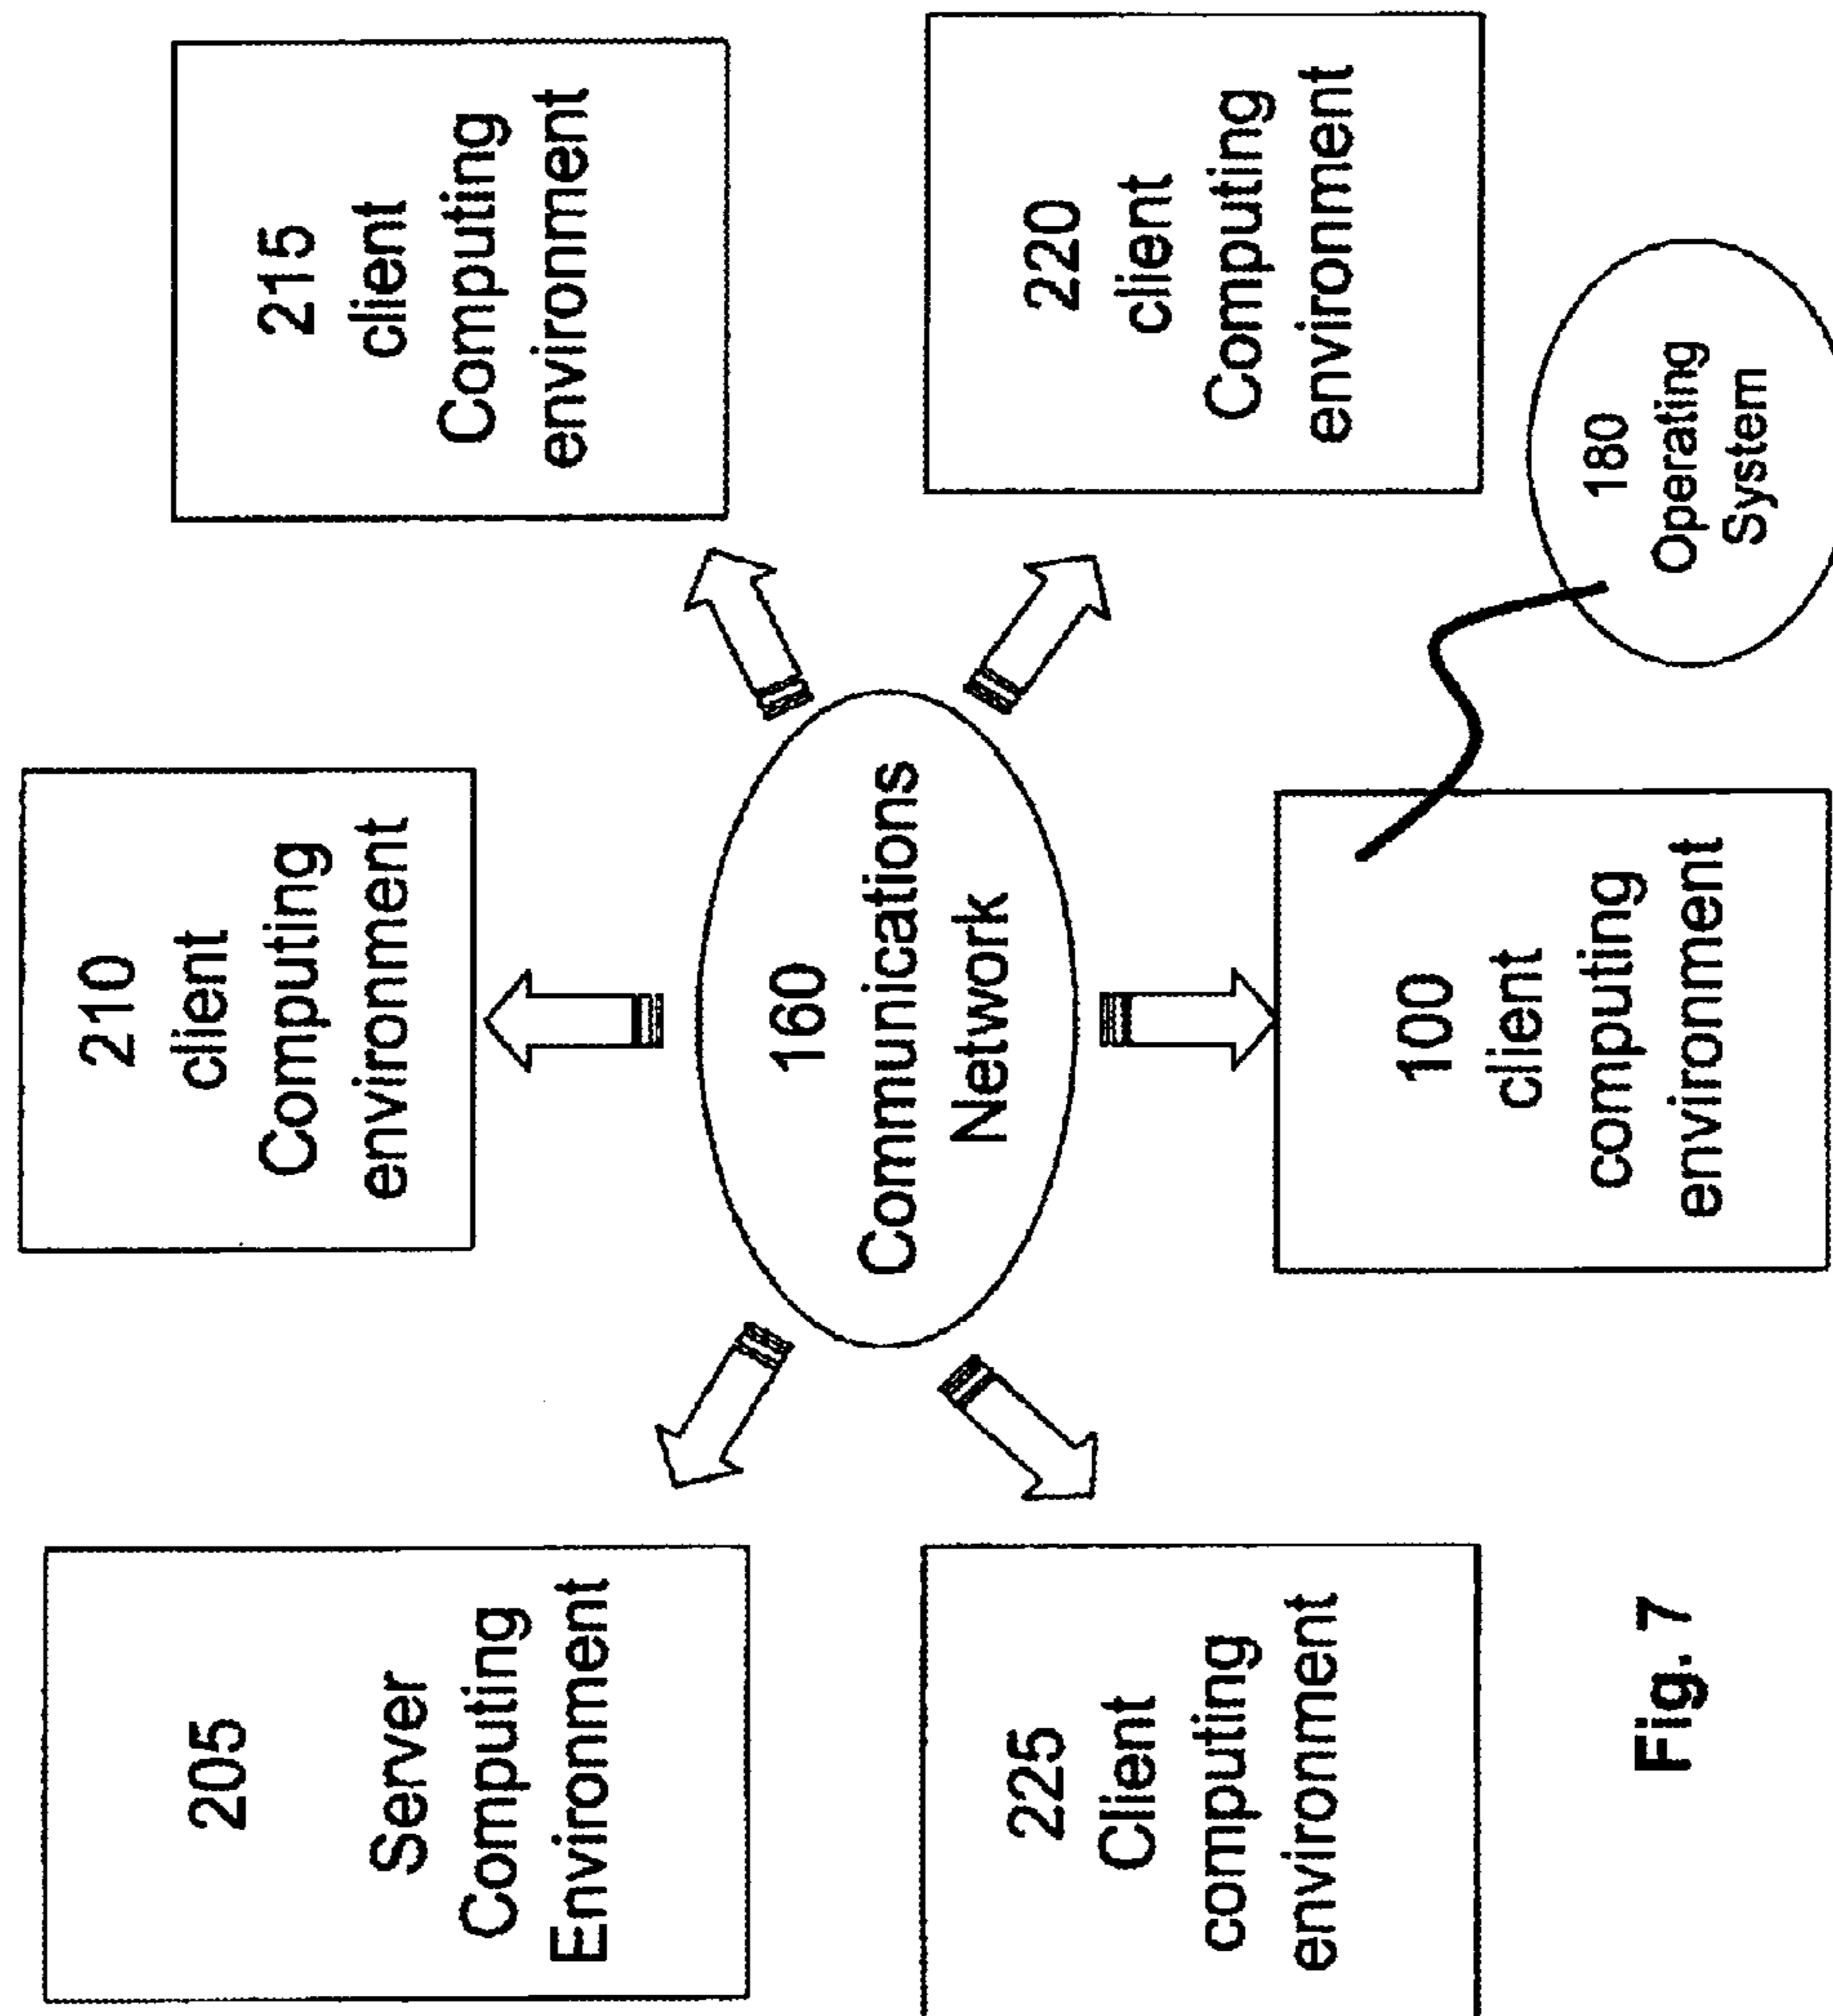 205
Server
Computing
Environment
210
client
Computing
environment
215
client
Computing
environment
160
Communications
Network
225
Client
computing
environment
100
client
computing
environment
220
client
Computing
environment
180
Operating
System
Fig. 7